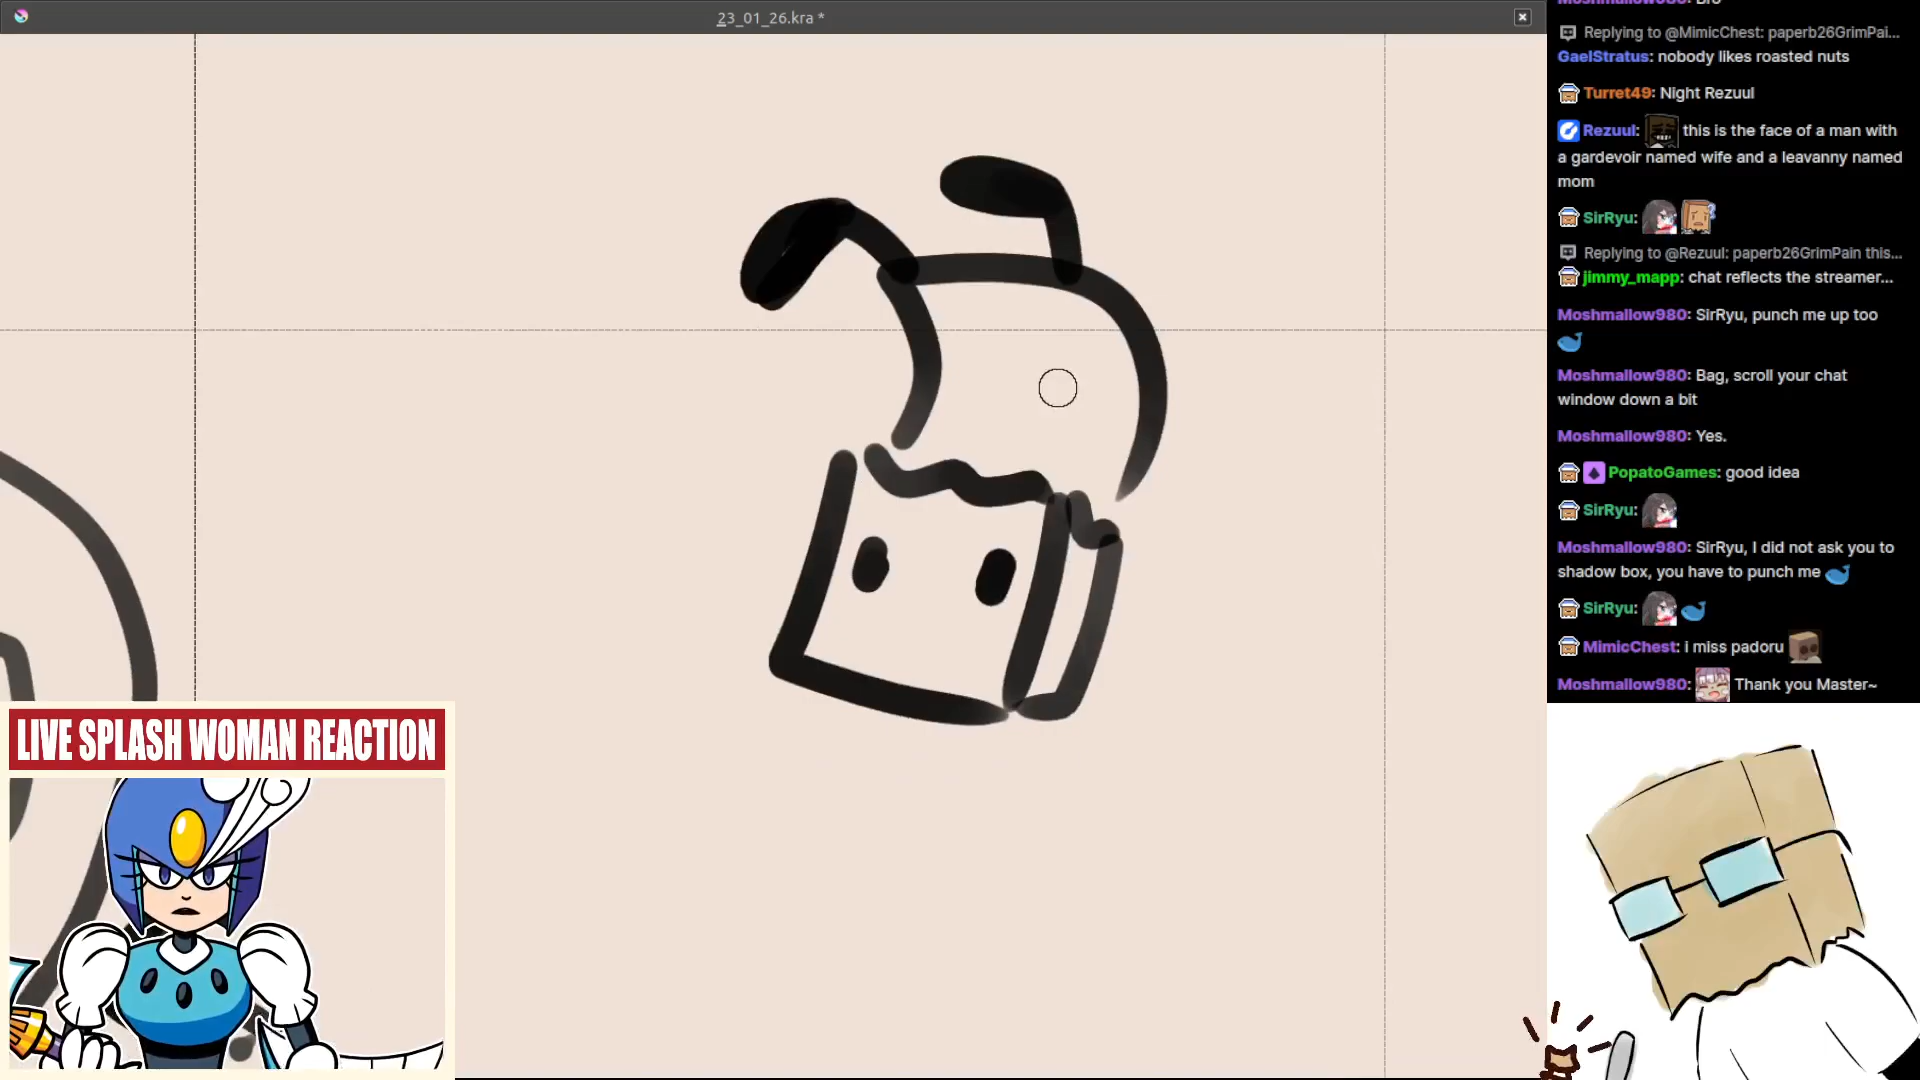 23_01_26.kra *
Moshmallow980: Bro
Replying to @MimicChest: paperb26GrimPai...
GaelStratus: nobody likes roasted nuts
Turret49: Night Rezuul
Rezuul: this is the face of a man with
a gardevoir named wife and a leavanny named
mom
SirRyu:
Replying to @Rezuul: paperb26GrimPain this...
jimmy_mapp: chat reflects the streamer...
Moshmallow980: SirRyu, punch me up too
Moshmallow980: Bag, scroll your chat
window down a bit
Moshmallow980: Yes.
PopatoGames: good idea
SirRyu:
Moshmallow980: SirRyu, I did not ask you to
shadow box, you have to punch me
SirRyu:
MimicChest: i miss padoru
Moshmallow980: Thank you Master~
LIVE SPLASH WOMAN REACTION